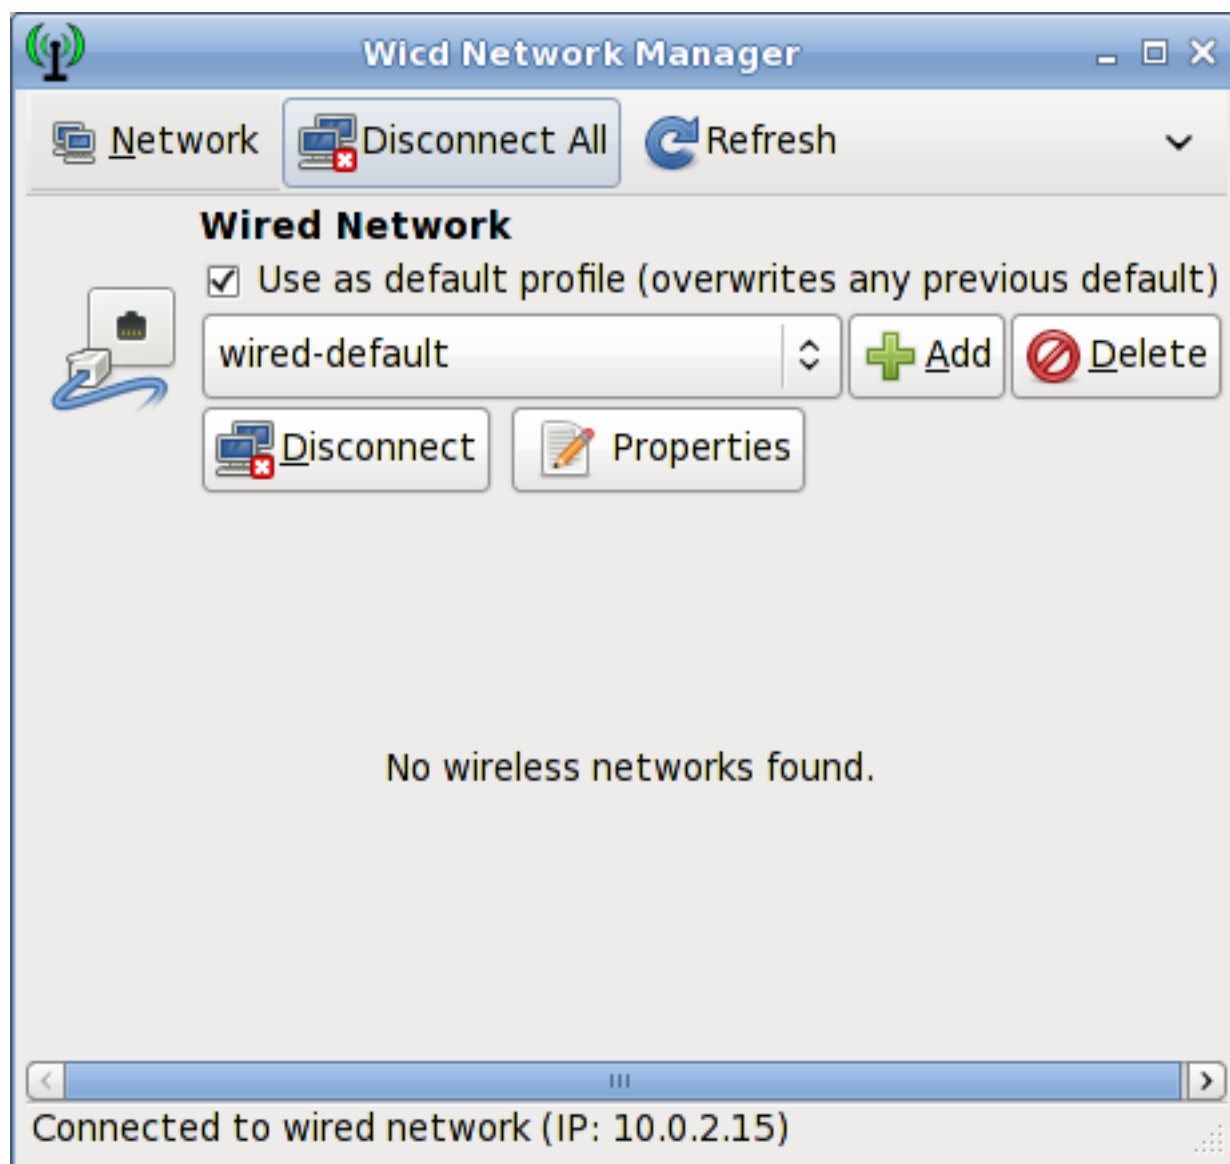 Wicd Network Manager
Network Disconnect All Refresh
Wired Network
Use as default profile (overwrites any previous default)
wired-default Add Delete
Disconnect Properties
No wireless networks found.
Connected to wired network (IP: 10.0.2.15)